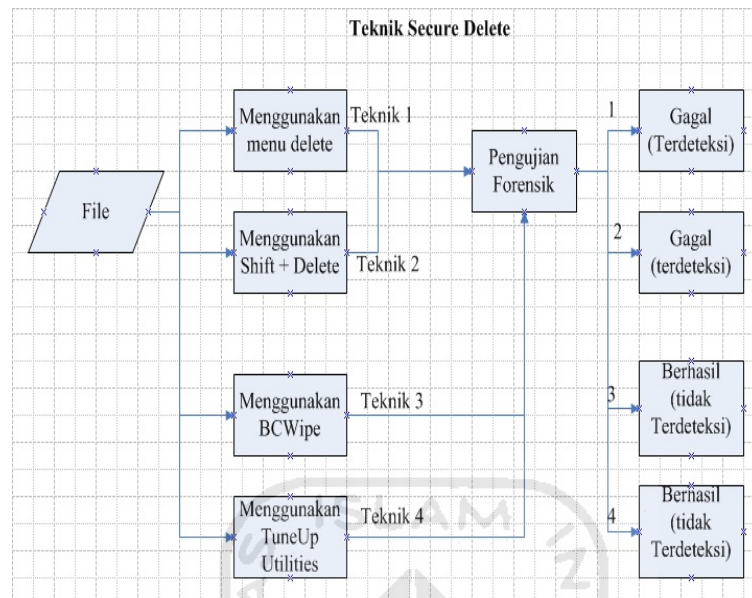 Teknik Secure Delete
File
Menggunakan
menu delete
Teknik 1
Menggunakan
Shift + Delete
Teknik 2
Menggunakan
BCWipe
Teknik 3
Menggunakan
TuneUp
Utilities
Teknik 4
Pengujian
Forensik
1
Gagal
(Terdeteksi)
2
Gagal
(terdeteksi)
3
Berhasil
(tidak
Terdeteksi)
4
Berhasil
(tidak
Terdeteksi)
ISLAM